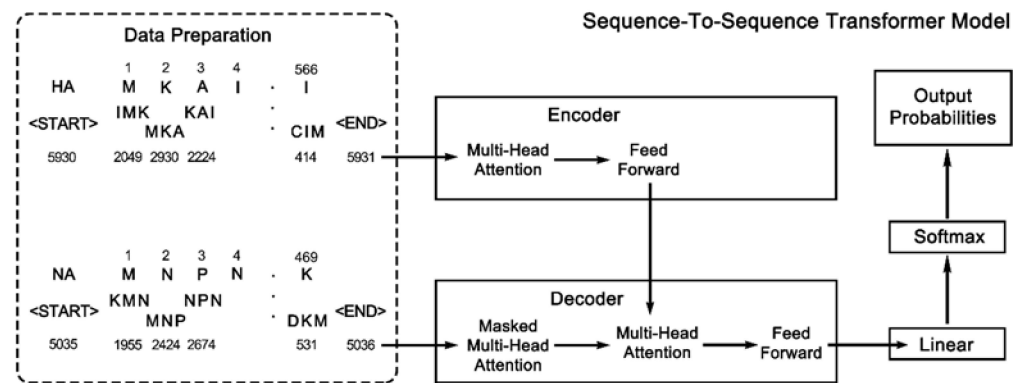 Sequence-To-Sequence Transformer Model
Data Preparation
1 2 3 4 566
HA M K A I . I
IMK KAI .
<START> <END>
MKA . CIM
5930 2049 2930 2224 414 5931
1 2 3 4 469
NA M N P N . K
KMN NPN .
<START> <END>
MNP . DKM
5035 1955 2424 2674 531 5036
Encoder
Multi-Head
Attention
Feed
Forward
Decoder
Masked
Multi-Head
Attention
Multi-Head
Attention
Feed
Forward
Linear
Softmax
Output
Probabilities